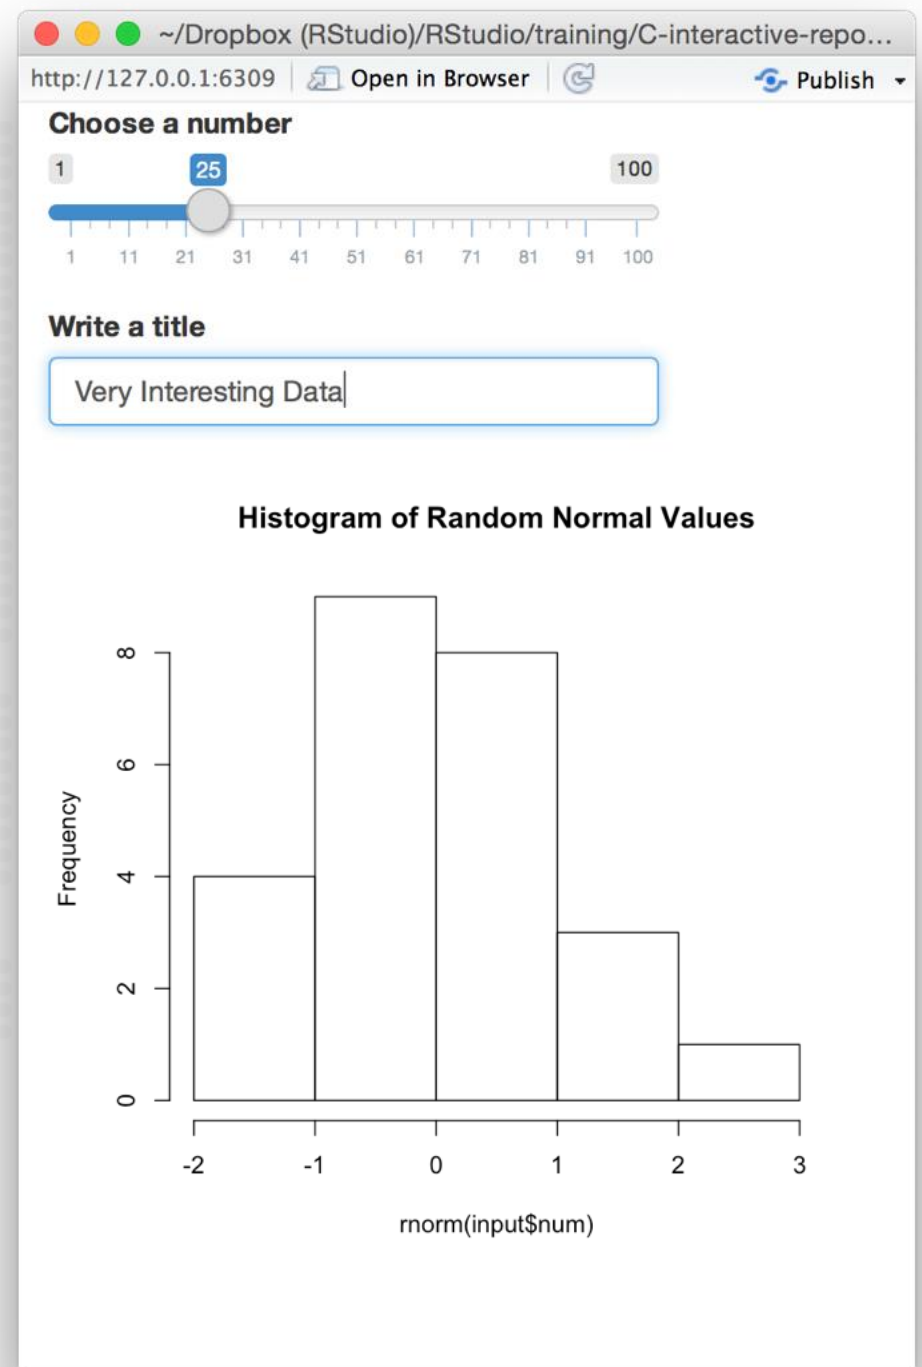 ~/Dropbox (RStudio)/RStudio/training/C-interactive-repo...
http://127.0.0.1:6309 Open in Browser Publish
Choose a number
1 25 100
1 11 21 31 41 51 61 71 81 91 100
Write a title
Very Interesting Data
Histogram of Random Normal Values
8
6
4
2
0
Frequency
-2 -1 0 1 2 3
rnorm(input$num)